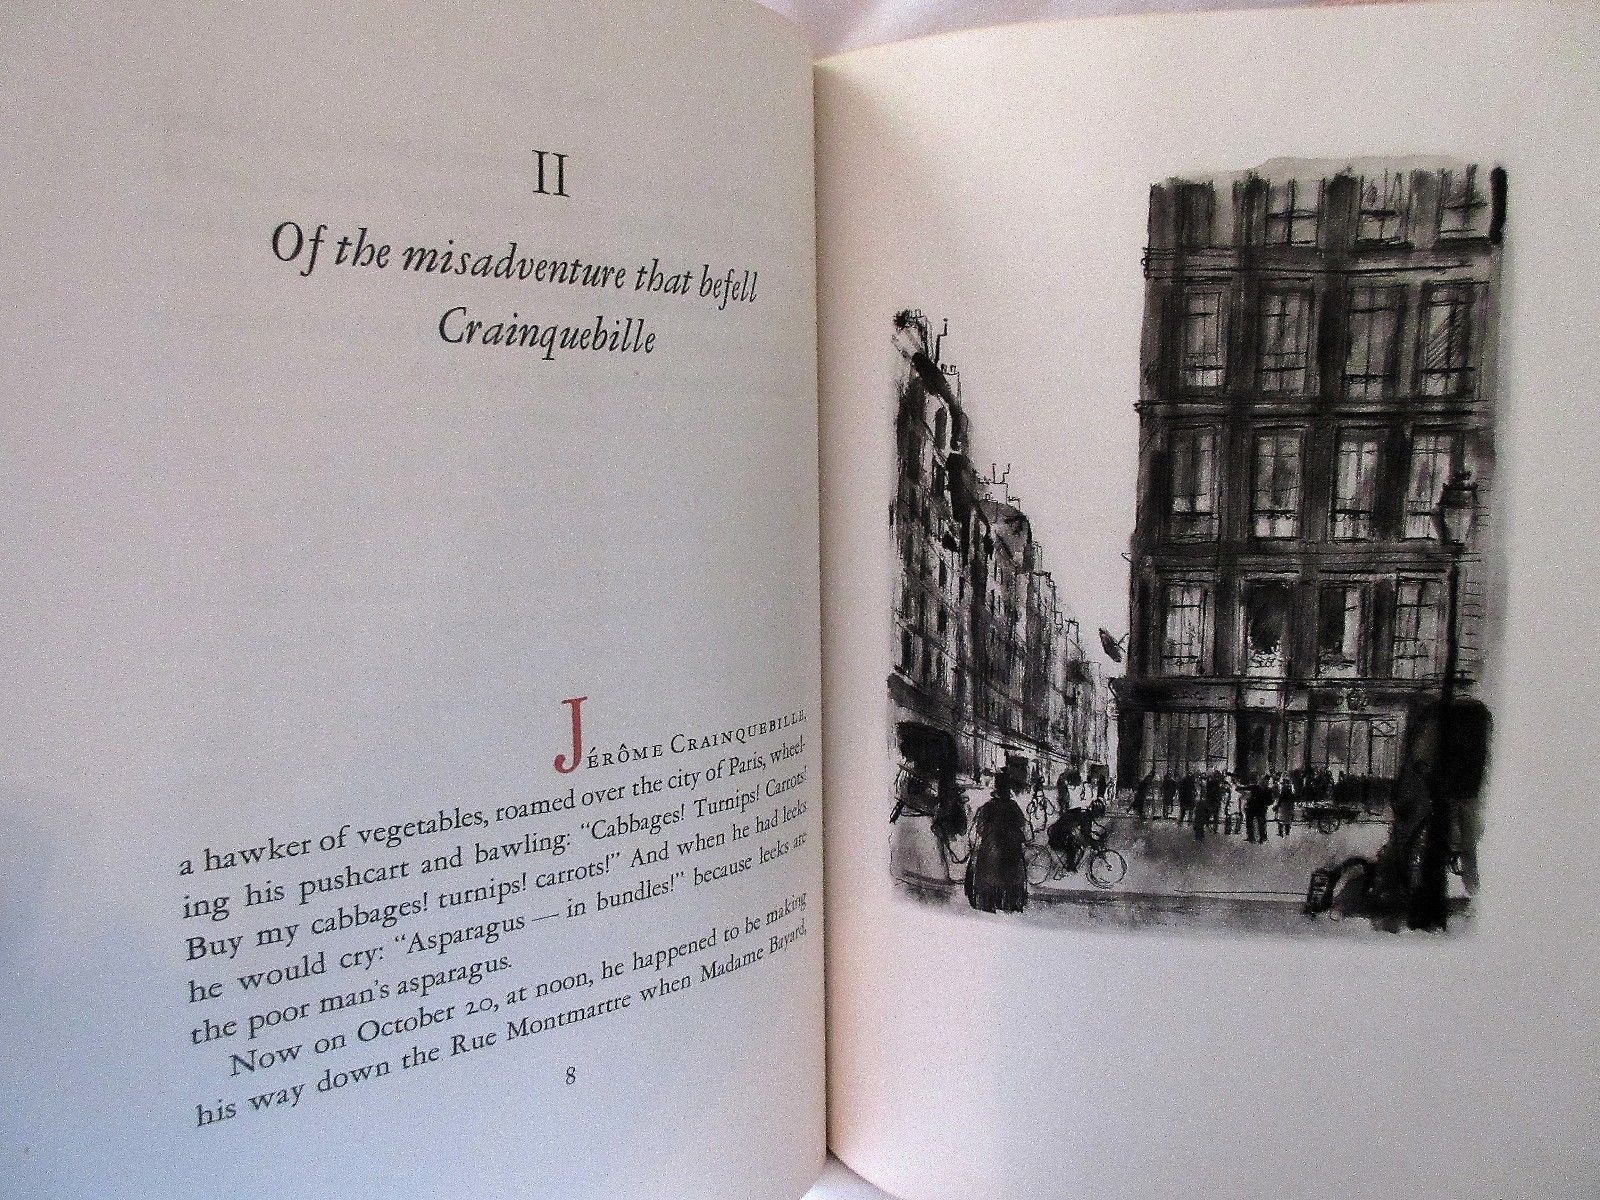 II
Of the misadventure that befell
Crainquebille
JÉRÔME CRAINQUEBILLE,
a hawker of vegetables, roamed over the city of Paris, wheel-
ing his pushcart and bawling: “Cabbages! Turnips! Carrots!
Buy my cabbages! turnips! carrots!” And when he had leeks
he would cry: “Asparagus — in bundles!” because leeks are
the poor man’s asparagus.
Now on October 20, at noon, he happened to be making
his way down the Rue Montmartre when Madame Bayard,
8